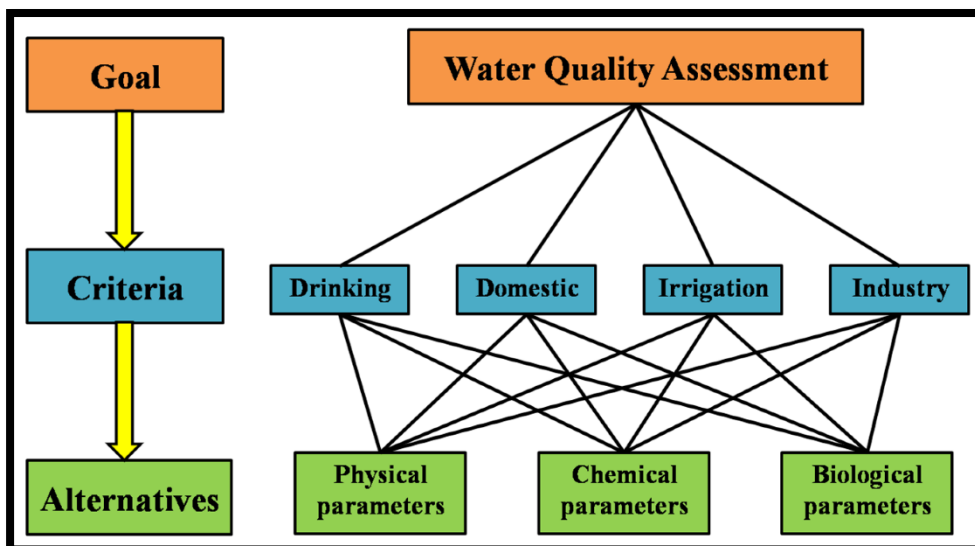 Goal
Water Quality Assessment
Criteria
Drinking
Domestic
Irrigation
Industry
Alternatives
Physical
parameters
Chemical
parameters
Biological
parameters